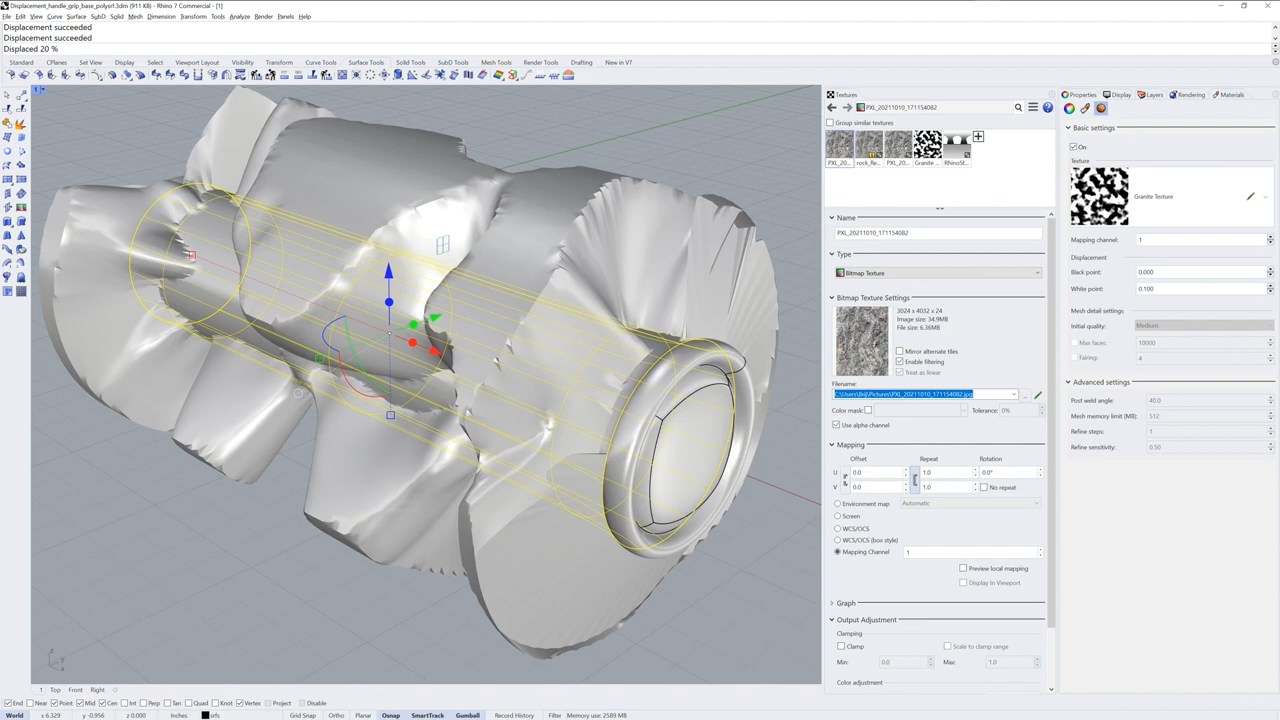 Displacement_handle_grip_base_polysrf.3dm (911 KB) - Rhino 7 Commercial - [1]
File Edit View Curve Surface SubD Solid Mesh Dimension Transform Tools Analyze Render Panels Help
Displacement succeeded
Displacement succeeded
Displaced 20 %
Standard CPlanes Set View Display Select Viewport Layout Visibility Transform Curve Tools Surface Tools Solid Tools SubD Tools Mesh Tools Render Tools Drafting New in V7
1
Textures
PXL_20211010_171154082
Group similar textures
PXL_20... rock_Re... PXL_20... Granite ... RhinoSt...
Name
PXL_20211010_171154082
Type
Bitmap Texture
Bitmap Texture Settings
3024 x 4032 x 24
Image size: 34.9MB
File size: 6.36MB
Mirror alternate tiles
Enable filtering
Treat as linear
Filename:
C:\Users\Brij\Pictures\PXL_20211010_171154082.jpg
Color mask: Tolerance: 0%
Use alpha channel
Mapping
Offset Repeat Rotation
U 0.0 1.0 0.0°
V 0.0 1.0 No repeat
Environment map Automatic
Screen
WCS/OCS
WCS/OCS (box style)
Mapping Channel 1
Preview local mapping
Display In Viewport
Graph
Output Adjustment
Clamping
Clamp Scale to clamp range
Min: 0.0 Max: 1.0
Color adjustment
Properties Display Layers Rendering Materials
Basic settings
On
Texture
Granite Texture
Mapping channel: 1
Displacement
Black point: 0.000
White point: 0.100
Mesh detail settings
Initial quality: Medium
Max faces: 10000
Fairing: 4
Advanced settings
Post weld angle: 40.0
Mesh memory limit (MB): 512
Refine steps: 1
Refine sensitivity: 0.50
z
y
x
1 Top Front Right
End Near Point Mid Cen Int Perp Tan Quad Knot Vertex Project Disable
World x 6.329 y -0.956 z 0.000 Inches srfs Grid Snap Ortho Planar Osnap SmartTrack Gumball Record History Filter Memory use: 2589 MB